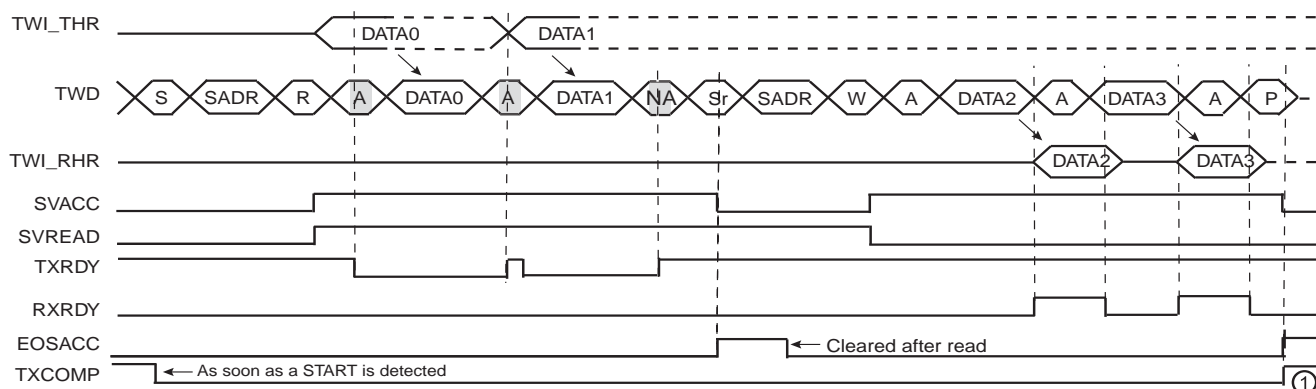 TWI_THR DATA0 DATA1
TWD S SADR R A DATA0 A DATA1 NA Sr SADR W A DATA2 A DATA3 A P
TWI_RHR DATA2 DATA3
SVACC
SVREAD
TXRDY
RXRDY
EOSACC Cleared after read
TXCOMP As soon as a START is detected 1